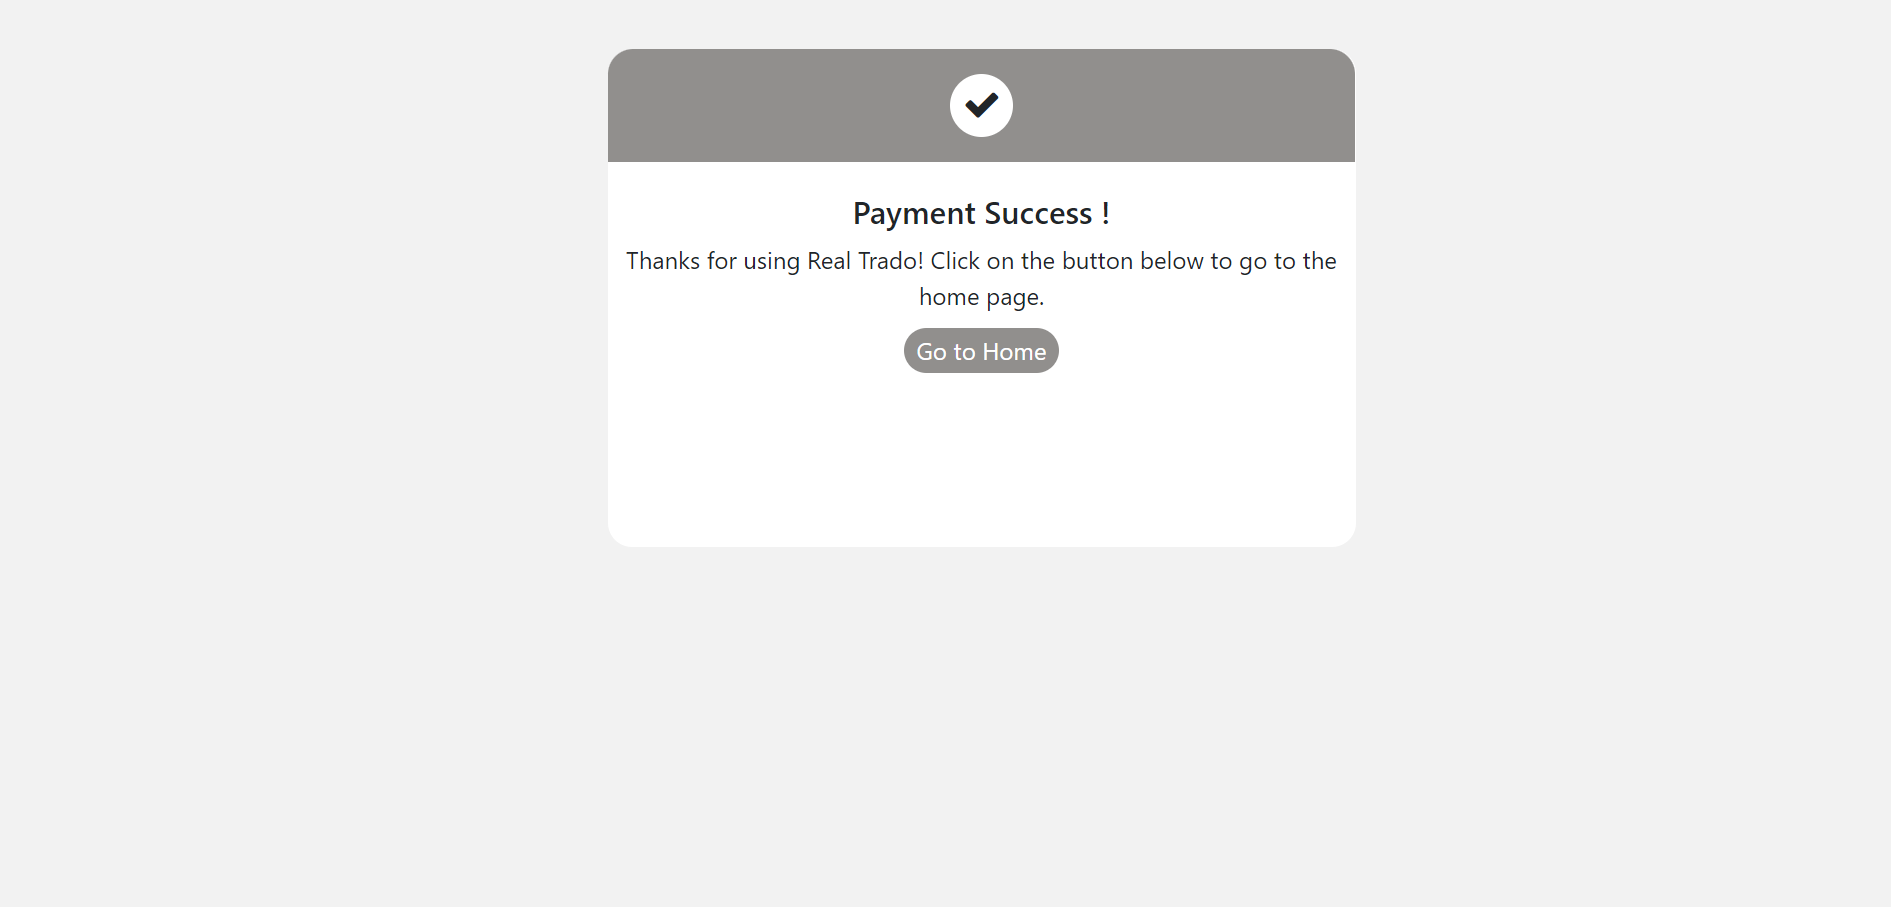 Payment Success !
Thanks for using Real Trado! Click on the button below to go to the
home page.
Go to Home